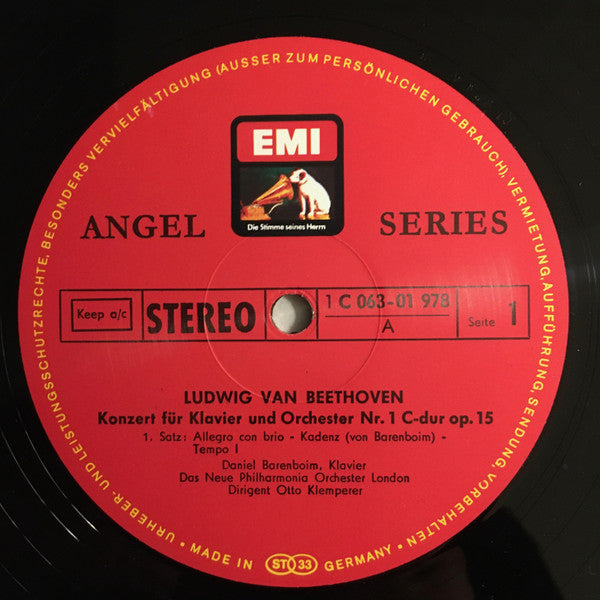 URHEBER- UND LEISTUNGSSCHUTZRECHTE, BESONDERS VERVIELFÄLTIGUNG (AUSSER ZUM PERSÖNLICHEN GEBRAUCH), VERMIETUNG, AUFFÜHRUNG, SENDUNG, VORBEHALTEN •
EMI
Die Stimme seines Herrn
ANGEL SERIES
Keep a/c STEREO 1 C 063-01 978 Seite 1
A
LUDWIG VAN BEETHOVEN
Konzert für Klavier und Orchester Nr. 1 C-dur op. 15
1. Satz: Allegro con brio - Kadenz (von Barenboim) -
Tempo I
Daniel Barenboim, Klavier
Das Neue Philharmonia Orchester London
Dirigent Otto Klemperer
• MADE IN ST 33 GERMANY •